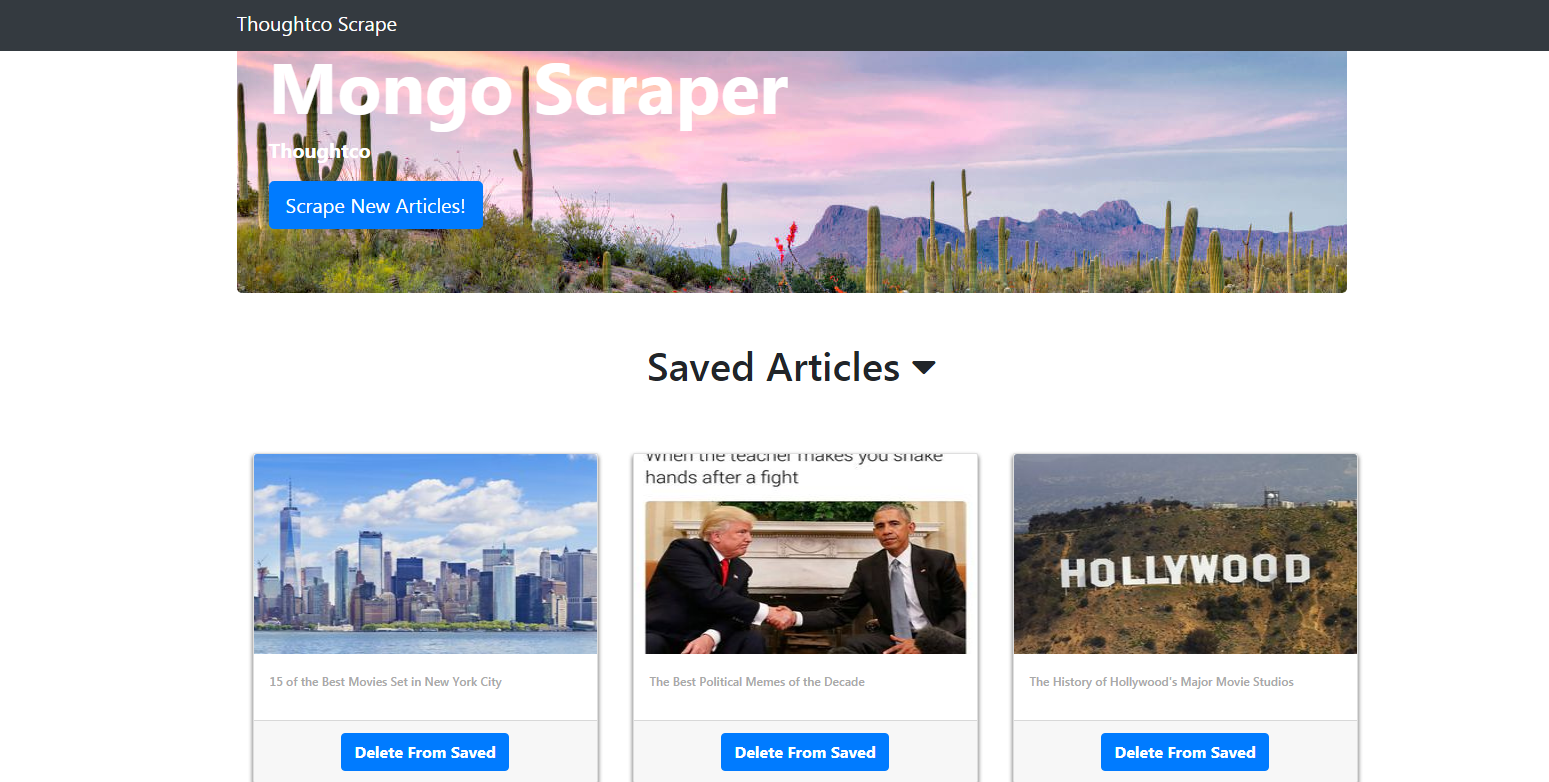 Thoughtco Scrape
Mongo Scraper
Thoughtco
Scrape New Articles!
Saved Articles
When the teacher makes you shake
hands after a fight
HOLLYWOOD
15 of the Best Movies Set in New York City
The Best Political Memes of the Decade
The History of Hollywood's Major Movie Studios
Delete From Saved
Delete From Saved
Delete From Saved